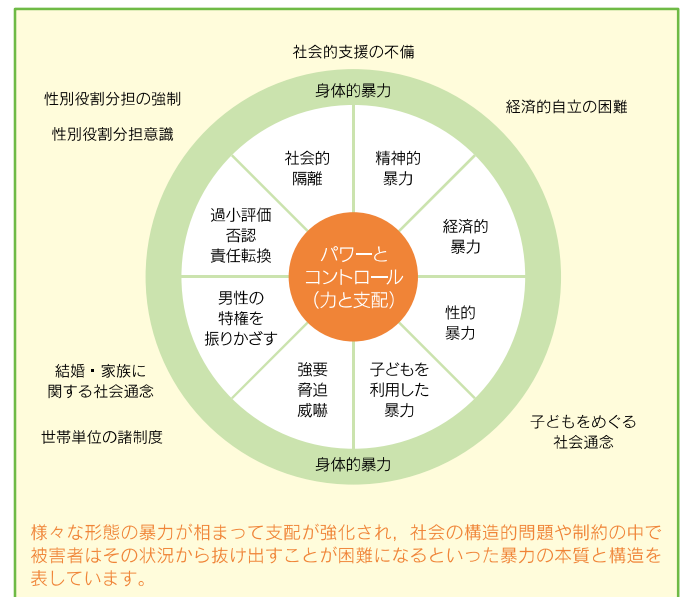 社会的支援の不備
性別役割分担の強制
性別役割分担意識
経済的自立の困難
身体的暴力
社会的
隔離
精神的
暴力
過小評価
否認
責任転換
経済的
暴力
パワーと
コントロール
（力と支配）
男性の
特権を
振りかざす
性的
暴力
強要
脅迫
威嚇
子どもを
利用した
暴力
結婚・家族に
関する社会通念
世帯単位の諸制度
子どもをめぐる
社会通念
身体的暴力
様々な形態の暴力が相まって支配が強化され，社会の構造的問題や制約の中で
被害者はその状況から抜け出すことが困難になるといった暴力の本質と構造を
表しています。